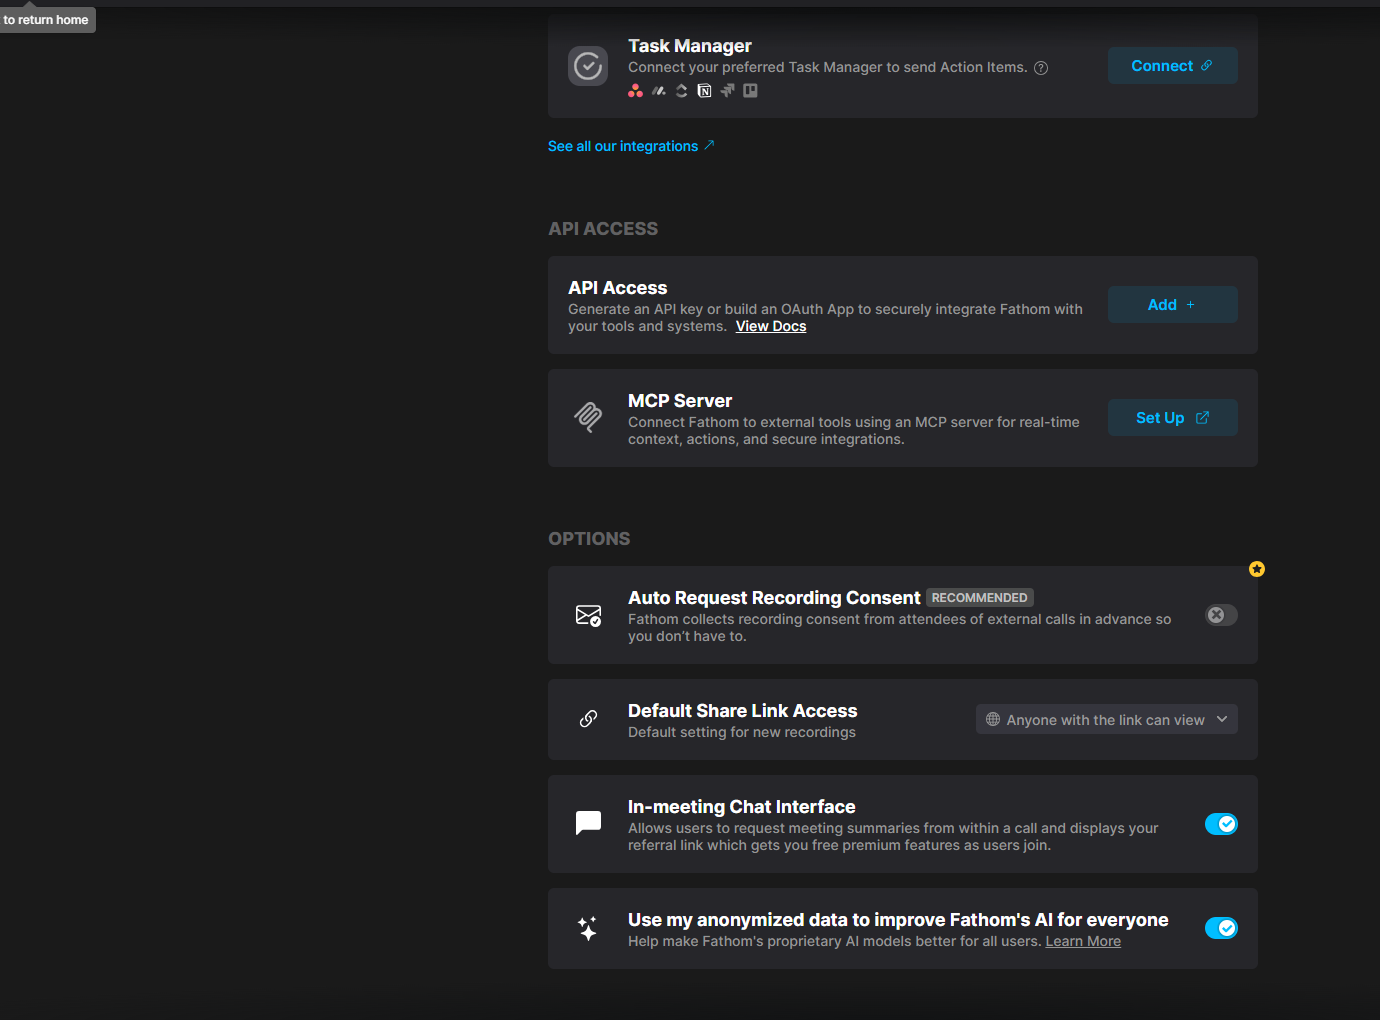 to return home
Task Manager
Connect your preferred Task Manager to send Action Items.
Connect
See all our integrations
API ACCESS
API Access
Generate an API key or build an OAuth App to securely integrate Fathom with
your tools and systems. View Docs
Add +
MCP Server
Connect Fathom to external tools using an MCP server for real-time
context, actions, and secure integrations.
Set Up
OPTIONS
Auto Request Recording Consent RECOMMENDED
Fathom collects recording consent from attendees of external calls in advance so
you don’t have to.
Default Share Link Access
Default setting for new recordings
Anyone with the link can view
In-meeting Chat Interface
Allows users to request meeting summaries from within a call and displays your
referral link which gets you free premium features as users join.
Use my anonymized data to improve Fathom's AI for everyone
Help make Fathom's proprietary AI models better for all users. Learn More